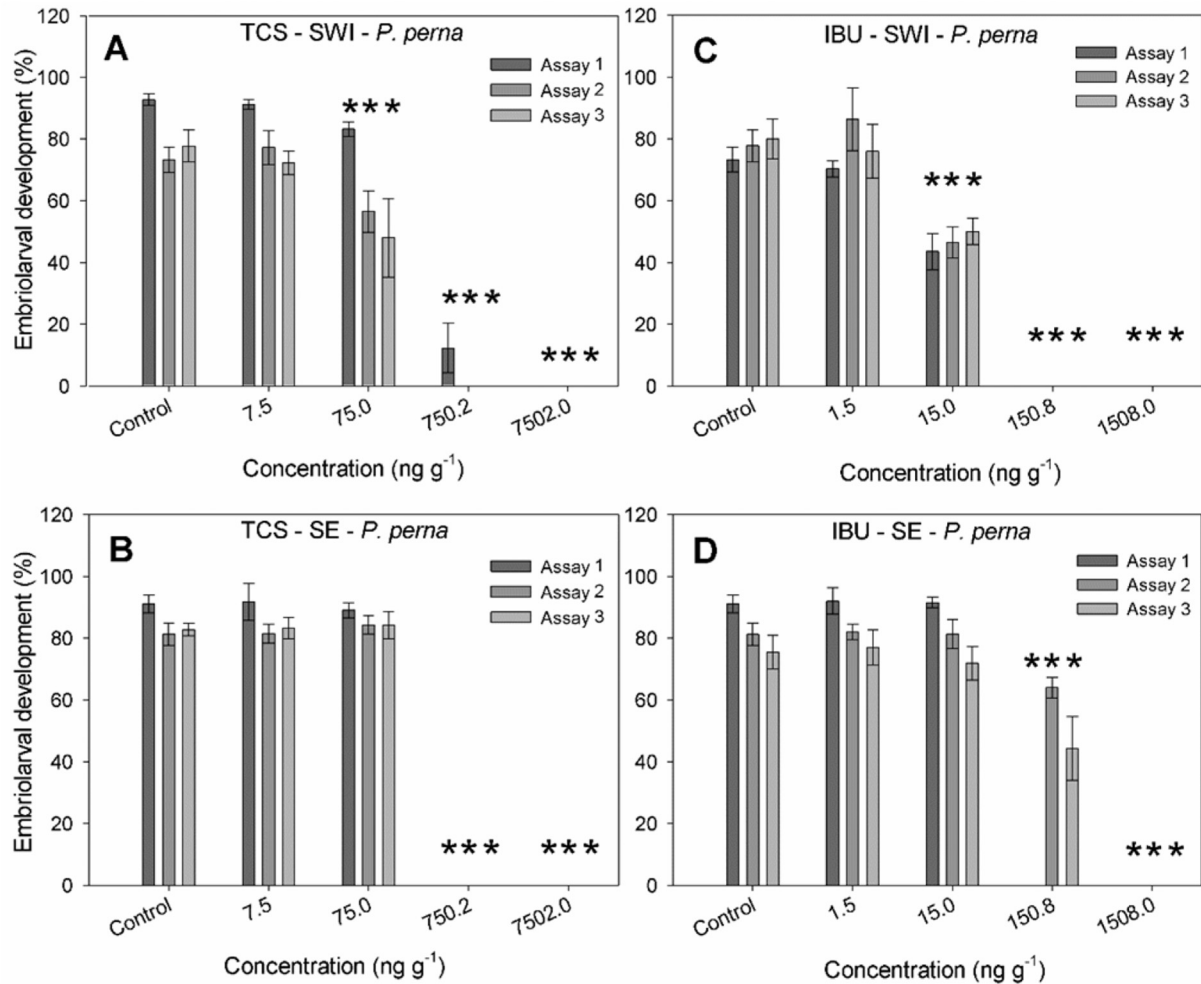 A
TCS - SWI - P. perna
Embriolarval development (%)
120
100
80
60
40
20
0
Assay 1
Assay 2
Assay 3
***
***
***
Control
7.5
75.0
750.2
7502.0
Concentration (ng g⁻¹)
C
IBU - SWI - P. perna
120
100
80
60
40
20
0
Assay 1
Assay 2
Assay 3
***
***
***
Control
1.5
15.0
150.8
1508.0
Concentration (ng g⁻¹)
B
TCS - SE - P. perna
Embriolarval development (%)
120
100
80
60
40
20
0
Assay 1
Assay 2
Assay 3
***
***
Control
7.5
75.0
750.2
7502.0
Concentration (ng g⁻¹)
D
IBU - SE - P. perna
120
100
80
60
40
20
0
Assay 1
Assay 2
Assay 3
***
***
Control
1.5
15.0
150.8
1508.0
Concentration (ng g⁻¹)